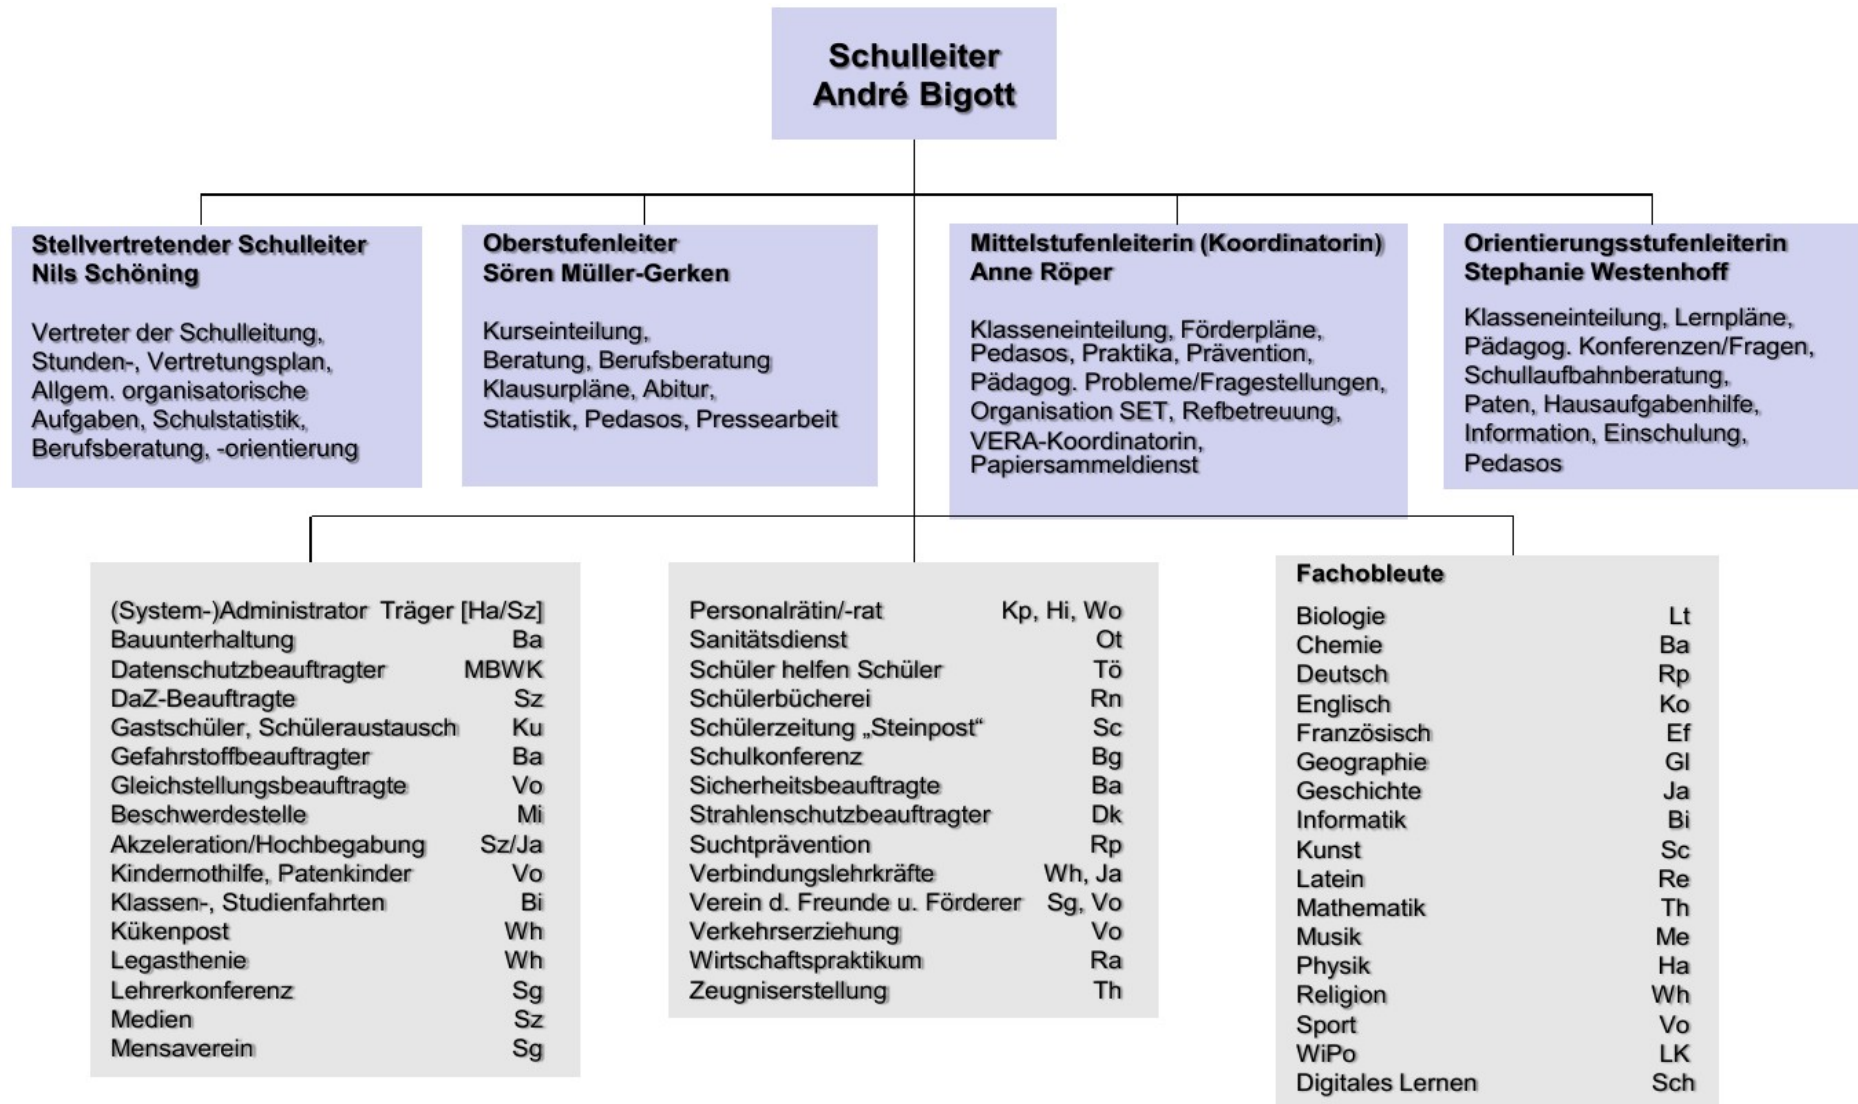 Schulleiter
André Bigott
Stellvertretender Schulleiter
Nils Schöning
Vertreter der Schulleitung,
Stunden-, Vertretungsplan,
Allgem. organisatorische
Aufgaben, Schulstatistik,
Berufsberatung, -orientierung
Oberstufenleiter
Sören Müller-Gerken
Kurseinteilung,
Beratung, Berufsberatung
Klausurpläne, Abitur,
Statistik, Pedasos, Pressearbeit
Mittelstufenleiterin (Koordinatorin)
Anne Röper
Klasseneinteilung, Förderpläne,
Pedasos, Praktika, Prävention,
Pädagog. Probleme/Fragestellungen,
Organisation SET, Refbetreuung,
VERA-Koordinatorin,
Papiersammeldienst
Orientierungsstufenleiterin
Stephanie Westenhoff
Klasseneinteilung, Lernpläne,
Pädagog. Konferenzen/Fragen,
Schullaufbahnberatung,
Paten, Hausaufgabenhilfe,
Information, Einschulung,
Pedasos
(System-)Administrator Träger [Ha/Sz]
Bauunterhaltung Ba
Datenschutzbeauftragter MBWK
DaZ-Beauftragte Sz
Gastschüler, Schüleraustausch Ku
Gefahrstoffbeauftragter Ba
Gleichstellungsbeauftragte Vo
Beschwerdestelle Mi
Akzeleration/Hochbegabung Sz/Ja
Kindernothilfe, Patenkinder Vo
Klassen-, Studienfahrten Bi
Kükenpost Wh
Legasthenie Wh
Lehrerkonferenz Sg
Medien Sz
Mensaverein Sg
Personalrätin/-rat Kp, Hi, Wo
Sanitätsdienst Ot
Schüler helfen Schüler Tö
Schülerbücherei Rn
Schülerzeitung „Steinpost“ Sc
Schulkonferenz Bg
Sicherheitsbeauftragte Ba
Strahlenschutzbeauftragter Dk
Suchtprävention Rp
Verbindungslehrkräfte Wh, Ja
Verein d. Freunde u. Förderer Sg, Vo
Verkehrserziehung Vo
Wirtschaftspraktikum Ra
Zeugniserstellung Th
Fachobleute
Biologie Lt
Chemie Ba
Deutsch Rp
Englisch Ko
Französisch Ef
Geographie Gl
Geschichte Ja
Informatik Bi
Kunst Sc
Latein Re
Mathematik Th
Musik Me
Physik Ha
Religion Wh
Sport Vo
WiPo LK
Digitales Lernen Sch